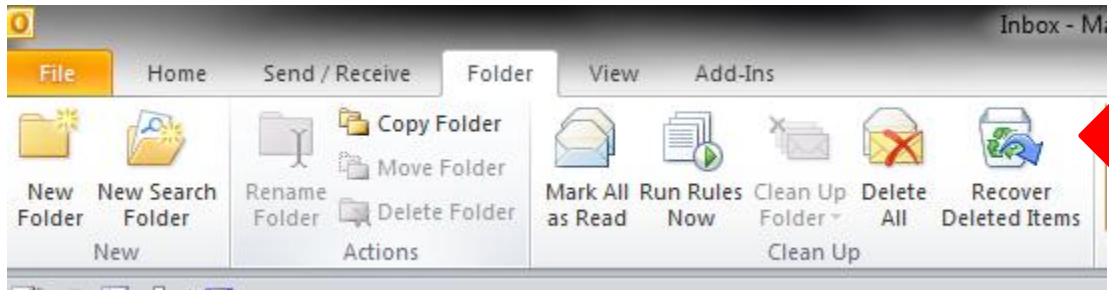 Inbox - Ma
File Home Send / Receive Folder View Add-Ins
New Folder
New Search Folder
Rename Folder
Copy Folder
Move Folder
Delete Folder
Mark All as Read
Run Rules Now
Clean Up Folder
Delete All
Recover Deleted Items
New
Actions
Clean Up